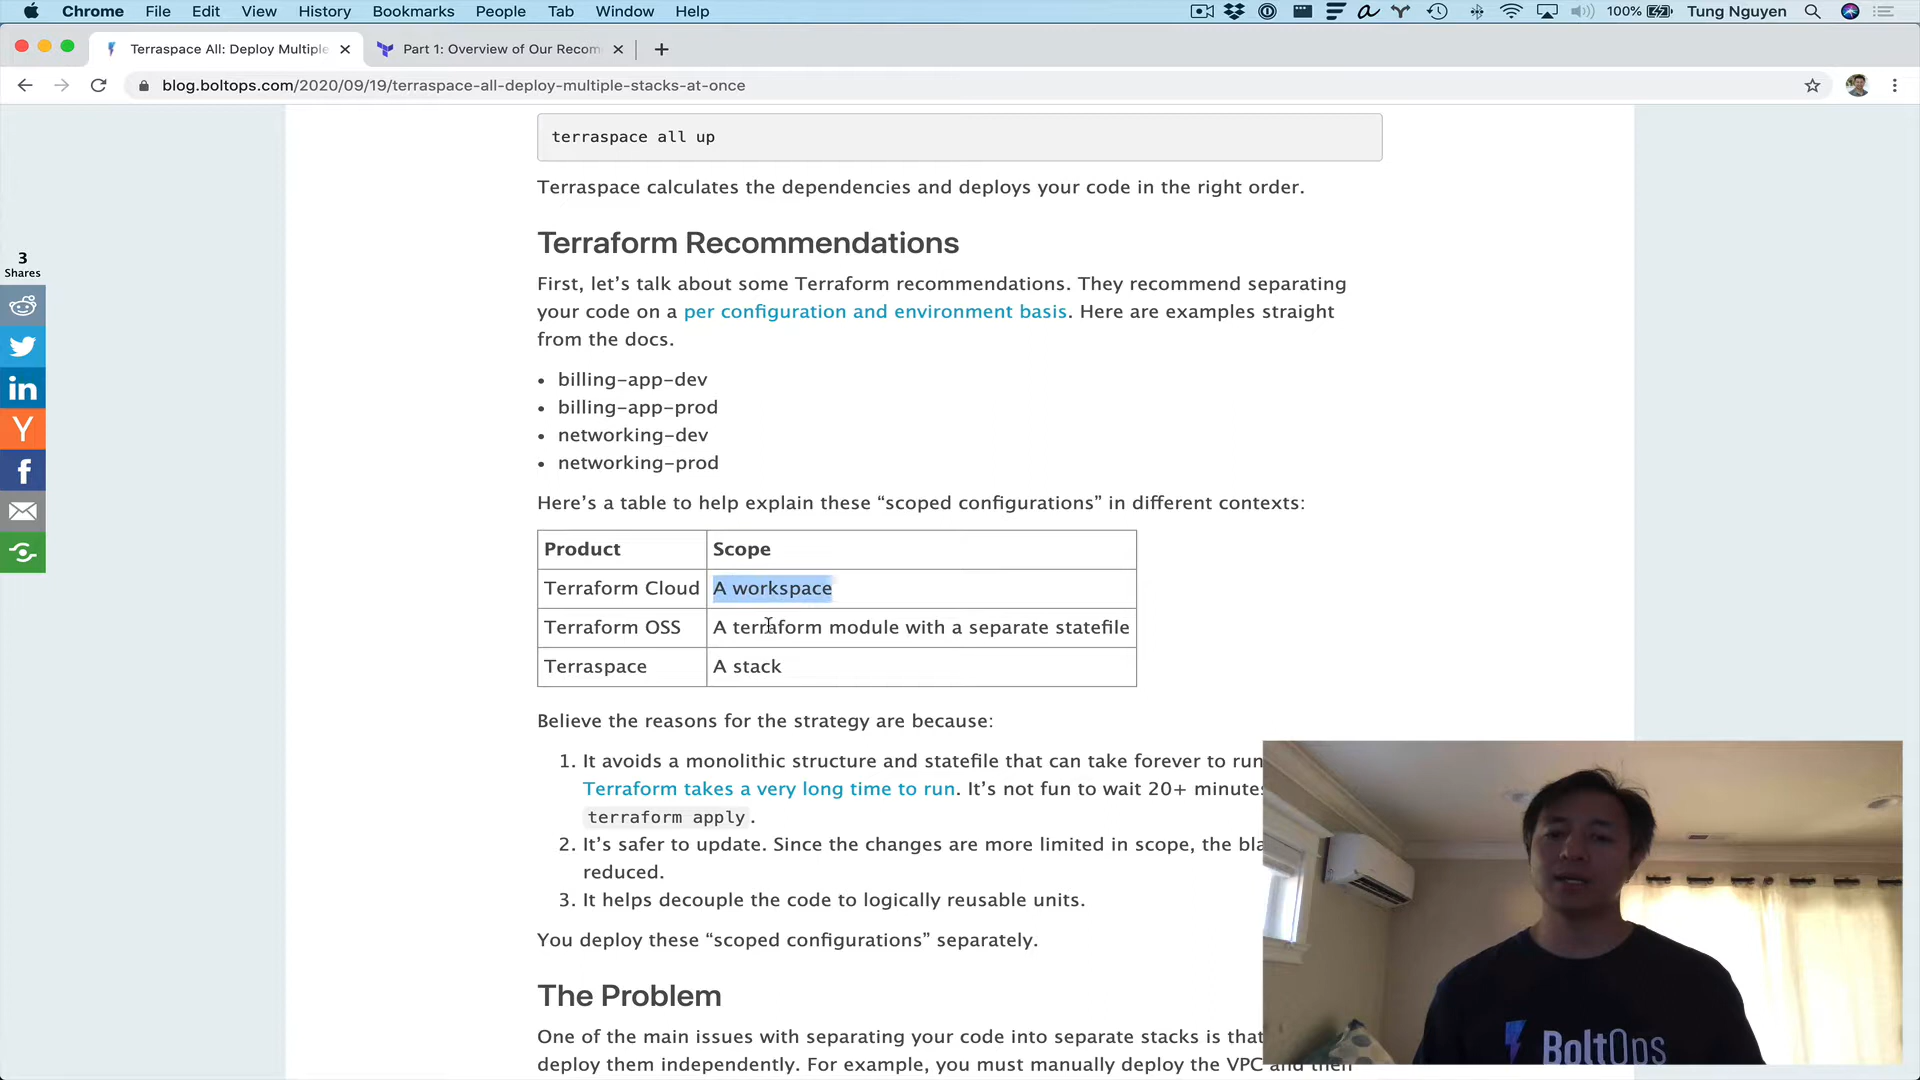 Chrome File Edit View History Bookmarks People Tab Window Help 100% Tung Nguyen
Terraspace All: Deploy Multiple Part 1: Overview of Our Recom
blog.boltops.com/2020/09/19/terraspace-all-deploy-multiple-stacks-at-once
terraspace all up
Terraspace calculates the dependencies and deploys your code in the right order.
Terraform Recommendations
3
Shares
First, let’s talk about some Terraform recommendations. They recommend separating
your code on a per configuration and environment basis. Here are examples straight
from the docs.
• billing-app-dev
• billing-app-prod
• networking-dev
• networking-prod
Here’s a table to help explain these “scoped configurations” in different contexts:
Product Scope
Terraform Cloud A workspace
Terraform OSS A terraform module with a separate statefile
Terraspace A stack
Believe the reasons for the strategy are because:
1. It avoids a monolithic structure and statefile that can take forever to run
Terraform takes a very long time to run. It’s not fun to wait 20+ minutes
terraform apply.
2. It’s safer to update. Since the changes are more limited in scope, the bla
reduced.
3. It helps decouple the code to logically reusable units.
You deploy these “scoped configurations” separately.
The Problem
One of the main issues with separating your code into separate stacks is that
deploy them independently. For example, you must manually deploy the VPC and then
BoltOps